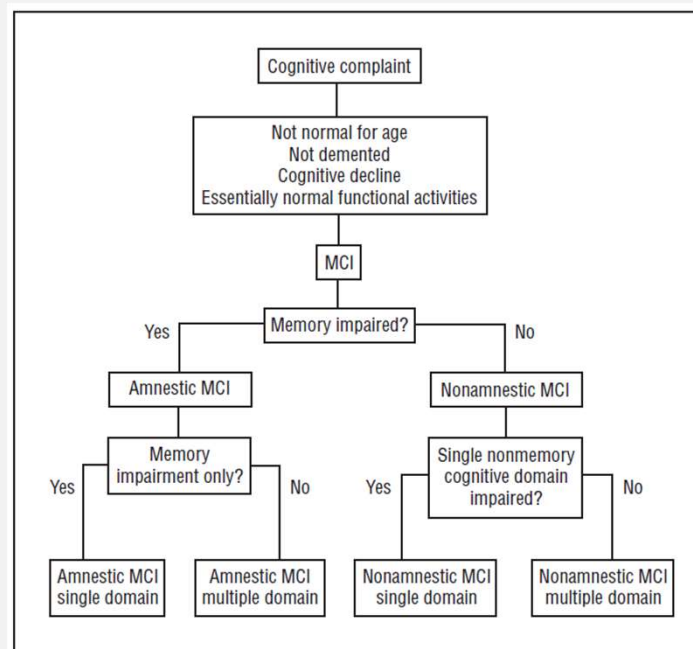 Cognitive complaint
Not normal for age
Not demented
Cognitive decline
Essentially normal functional activities
MCI
Memory impaired?
Yes
No
Amnestic MCI
Nonamnestic MCI
Memory
impairment only?
Yes
No
Single nonmemory
cognitive domain
impaired?
Yes
No
Amnestic MCI
single domain
Amnestic MCI
multiple domain
Nonamnestic MCI
single domain
Nonamnestic MCI
multiple domain